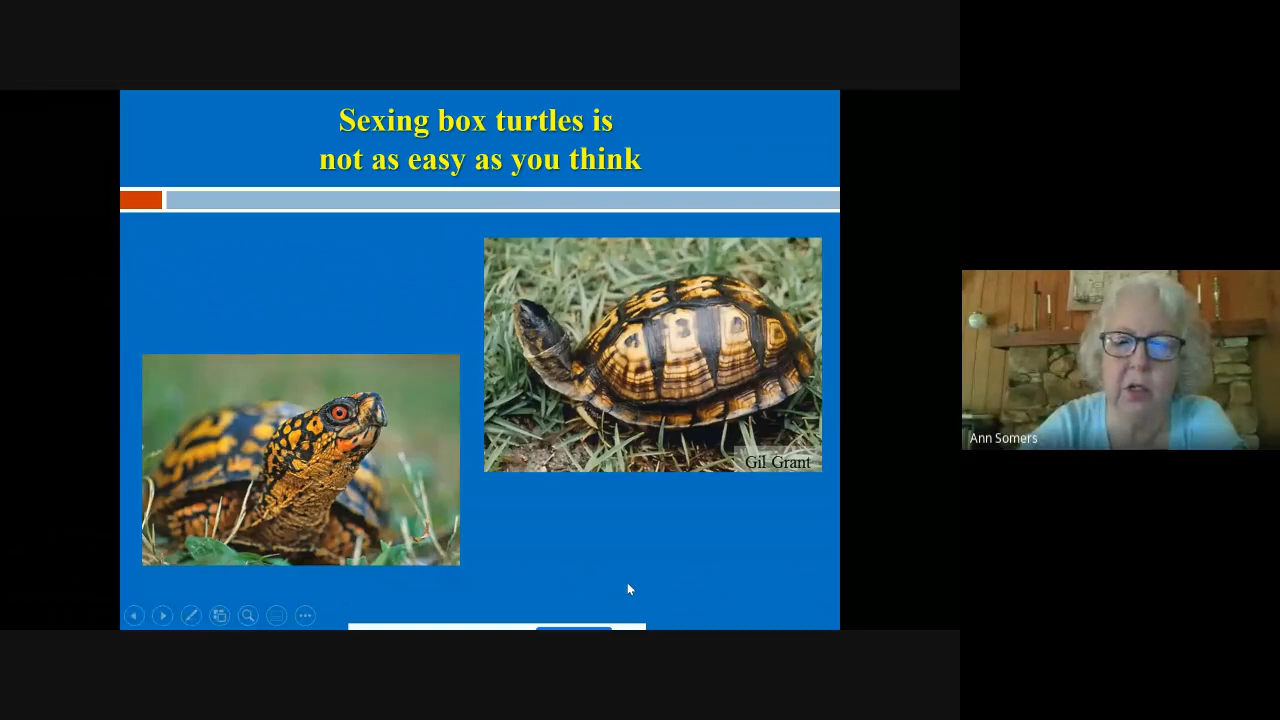 Sexing box turtles is
not as easy as you think
Gil Grant
Ann Somers